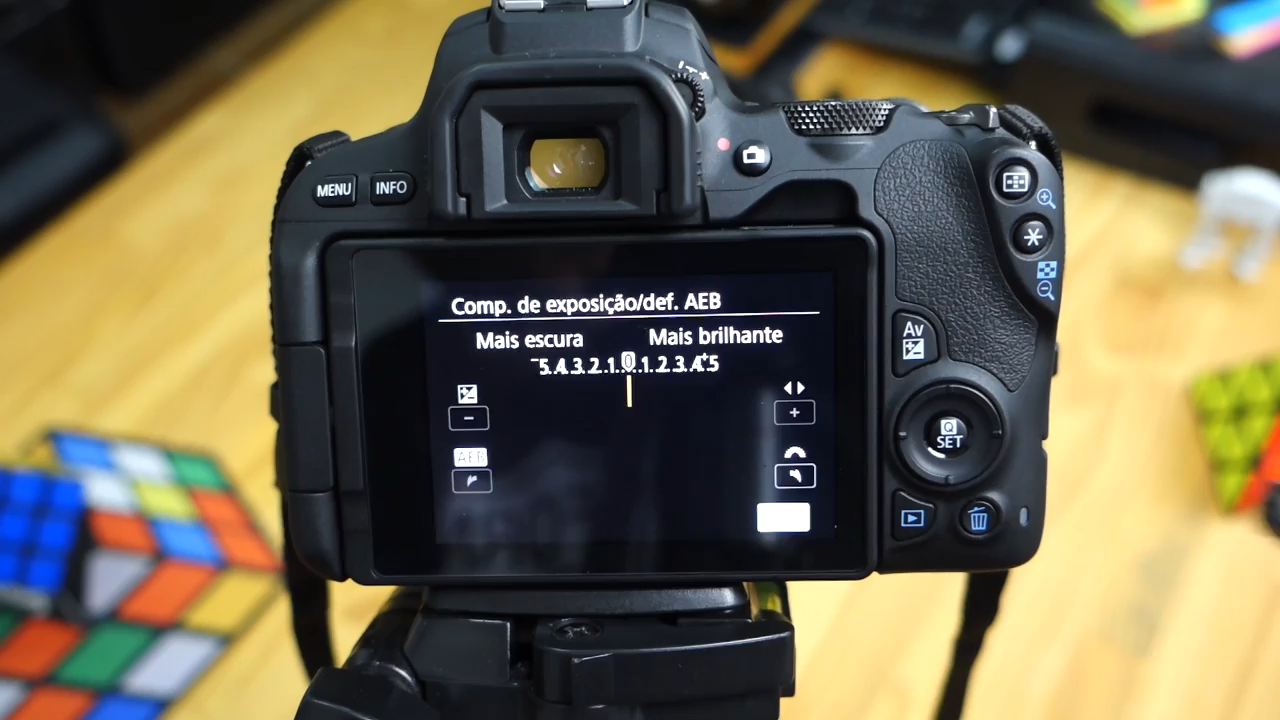 MENU INFO
Comp. de exposição/def. AEB
Mais escura Mais brilhante
-5.4.3.2.1.0.1.2.3.4+5
- +
AEB
Av
Q
SET